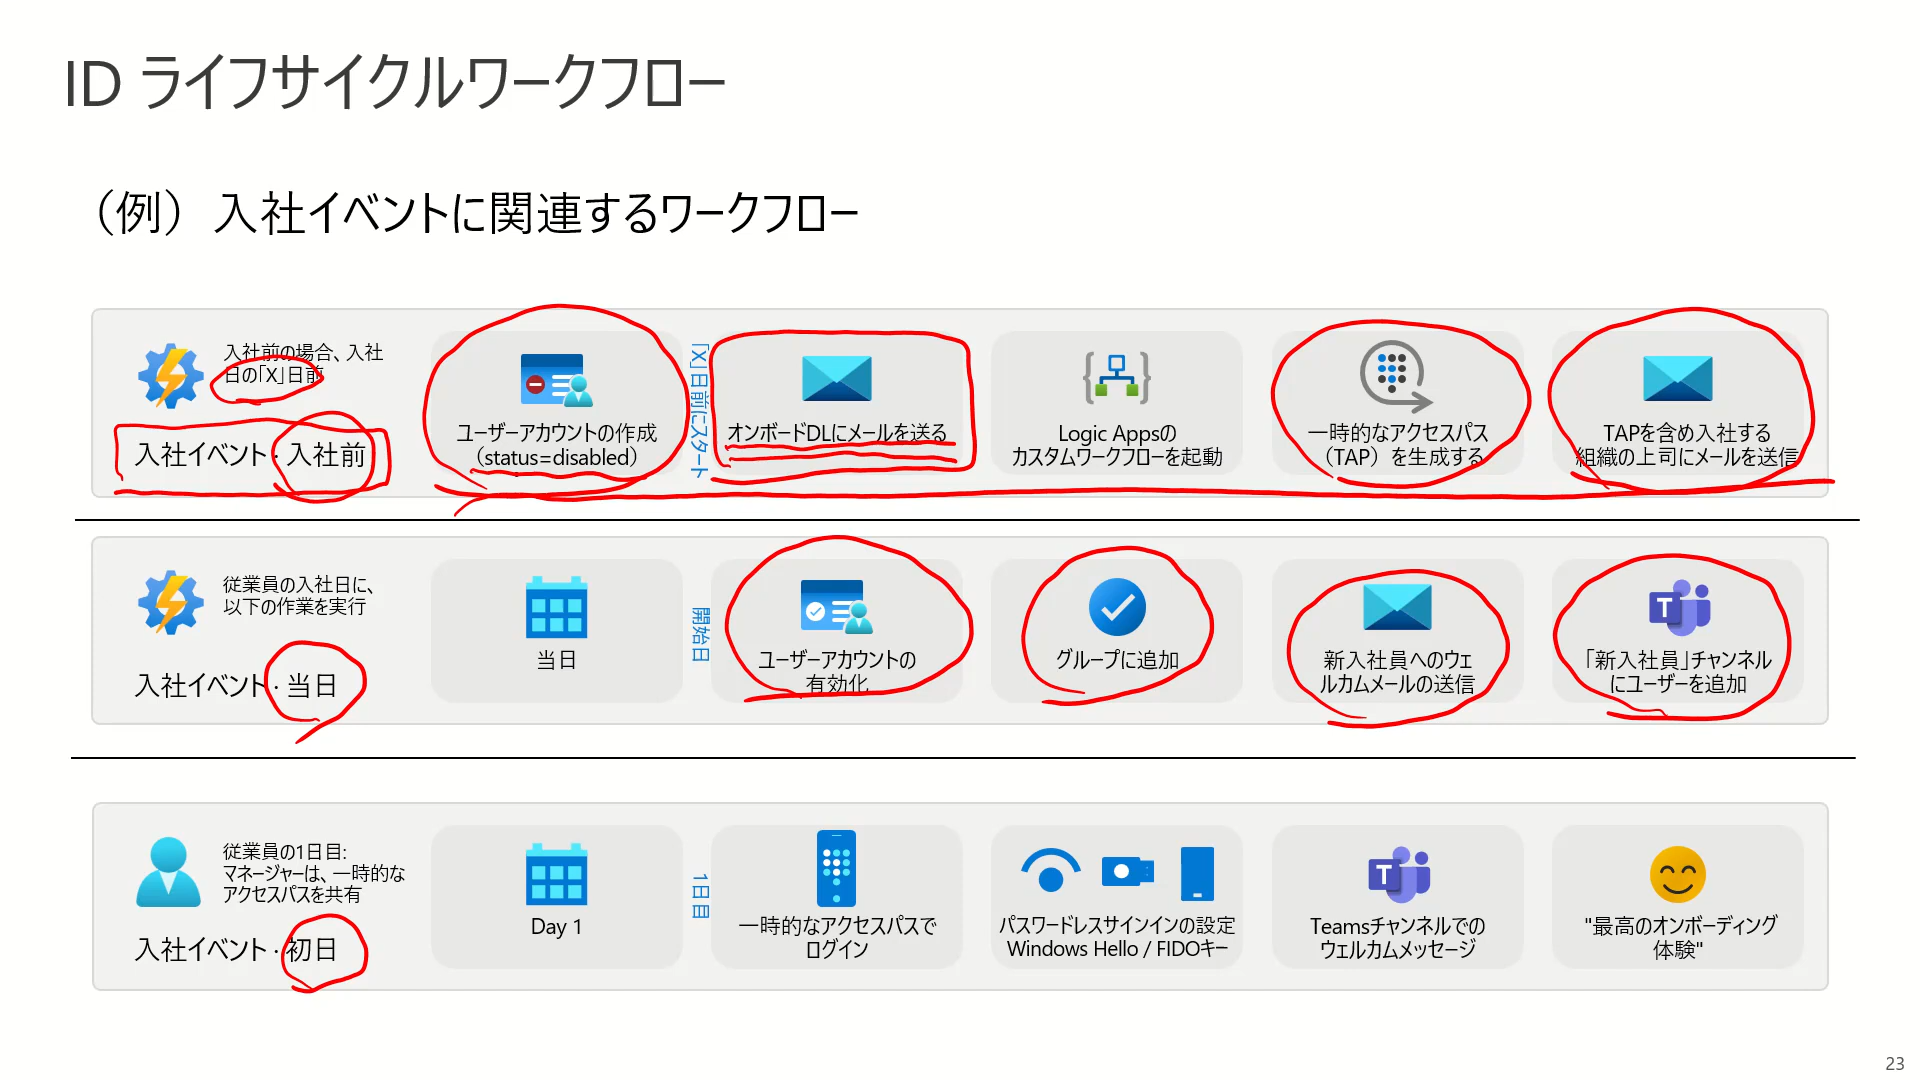 ID ライフサイクルワークフロー
（例）入社イベントに関連するワークフロー
入社前の場合、入社
日の「X」日前
入社イベント・入社前
ユーザーアカウントの作成
（status=disabled）
「X」日前にスタート
オンボードDLにメールを送る
Logic Appsの
カスタムワークフローを起動
一時的なアクセスパス
（TAP）を生成する
TAPを含め入社する
組織の上司にメールを送信
従業員の入社日に、
以下の作業を実行
入社イベント・当日
当日
開始日
ユーザーアカウントの
有効化
グループに追加
新入社員へのウェ
ルカムメールの送信
「新入社員」チャンネル
にユーザーを追加
従業員の1日目:
マネージャーは、一時的な
アクセスパスを共有
入社イベント・初日
Day 1
1日目
一時的なアクセスパスで
ログイン
パスワードレスサインインの設定
Windows Hello / FIDOキー
Teamsチャンネルでの
ウェルカムメッセージ
"最高のオンボーディング
体験"
23